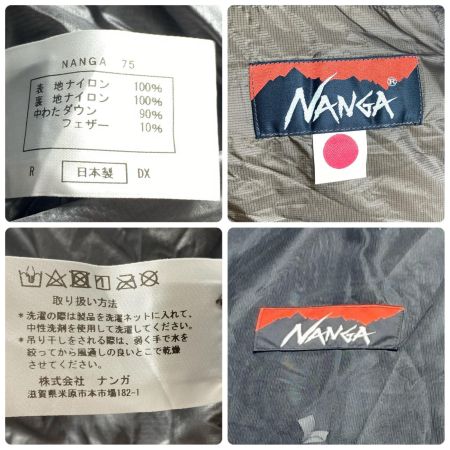 NANGA 75
表 地 ナイロン 100%
裏 地 ナイロン 100%
中わた ダウン 90%
フェザー 10%
R 日本製 DX
NANGA®
取り扱い方法
*洗濯の際は製品を洗濯ネットに入れて、
中性洗剤を使用して洗濯してください。
*吊り干しをされる際は、弱く手で水を
絞ってから風通しの良いとこで乾燥
させてください。
株式会社 ナンガ
滋賀県米原市本市場182-1
NANGA